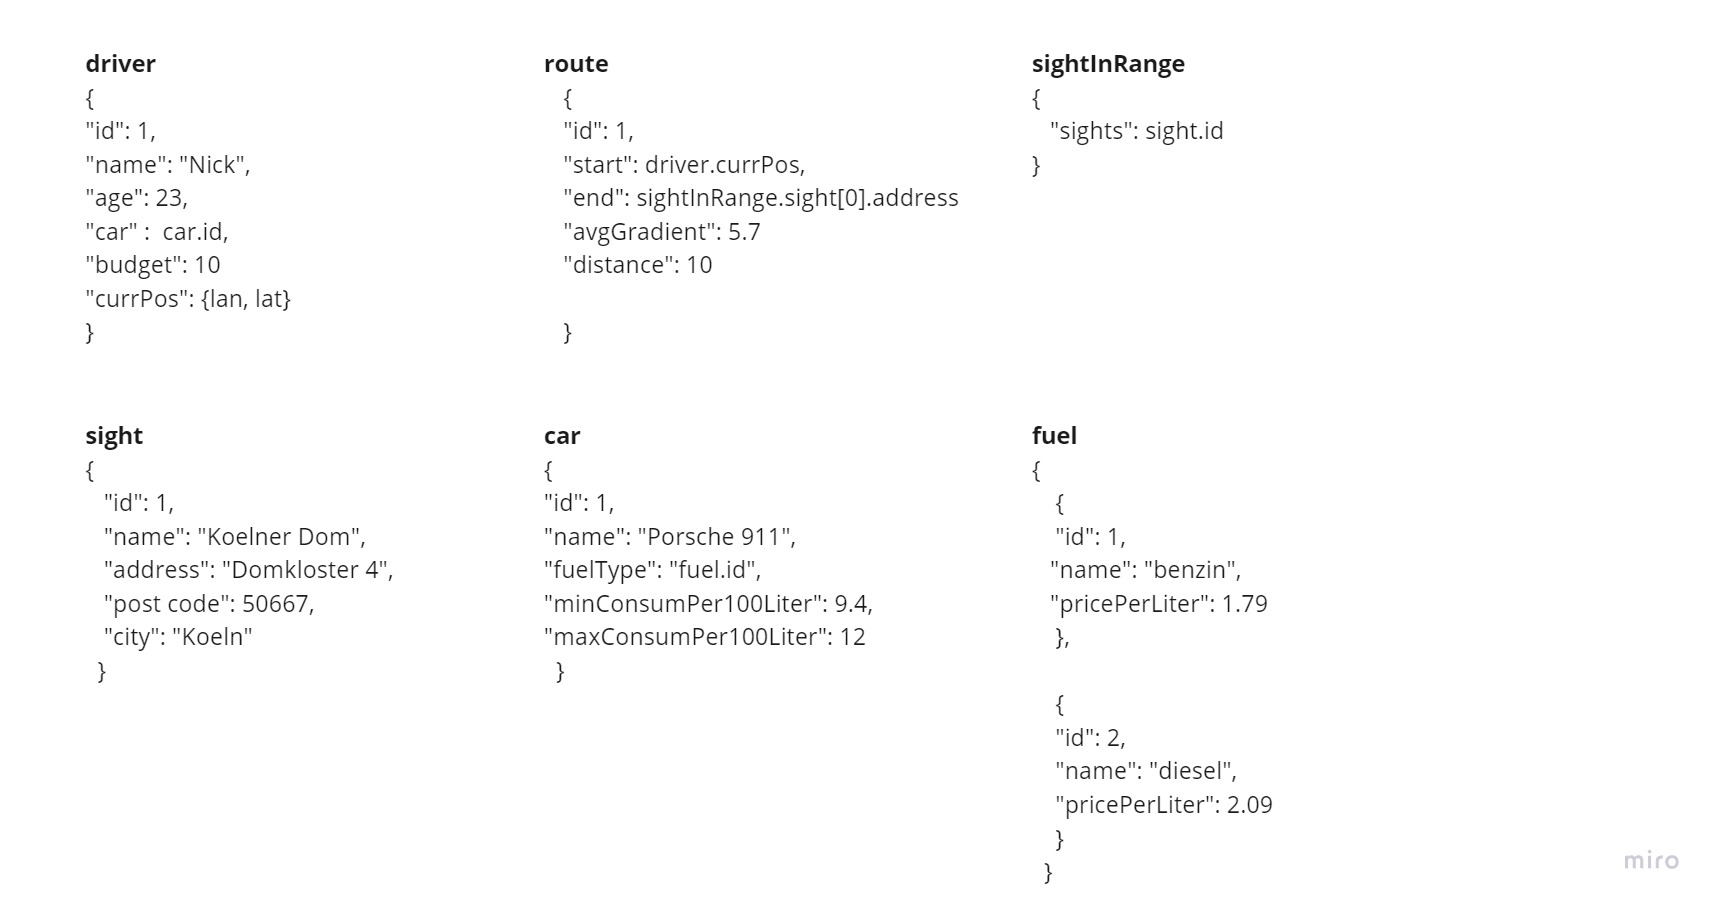 driver
{
"id": 1,
"name": "Nick",
"age": 23,
"car" :  car.id,
"budget": 10
"currPos": {lan, lat}
}
route
{
"id": 1,
"start": driver.currPos,
"end": sightInRange.sight[0].address
"avgGradient": 5.7
"distance": 10
}
sightInRange
{
"sights": sight.id
}
sight
{
"id": 1,
"name": "Koelner Dom",
"address": "Domkloster 4",
"post code": 50667,
"city": "Koeln"
}
car
{
"id": 1,
"name": "Porsche 911",
"fuelType": "fuel.id",
"minConsumPer100Liter": 9.4,
"maxConsumPer100Liter": 12
}
fuel
{
{
"id": 1,
"name": "benzin",
"pricePerLiter": 1.79
},
{
"id": 2,
"name": "diesel",
"pricePerLiter": 2.09
}
}
miro